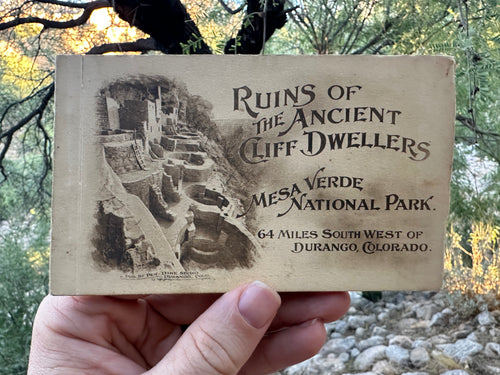 RUINS OF
THE ANCIENT
CLIFF DWELLERS
MESA VERDE
NATIONAL PARK.
64 MILES SOUTH WEST OF
DURANGO, COLORADO.